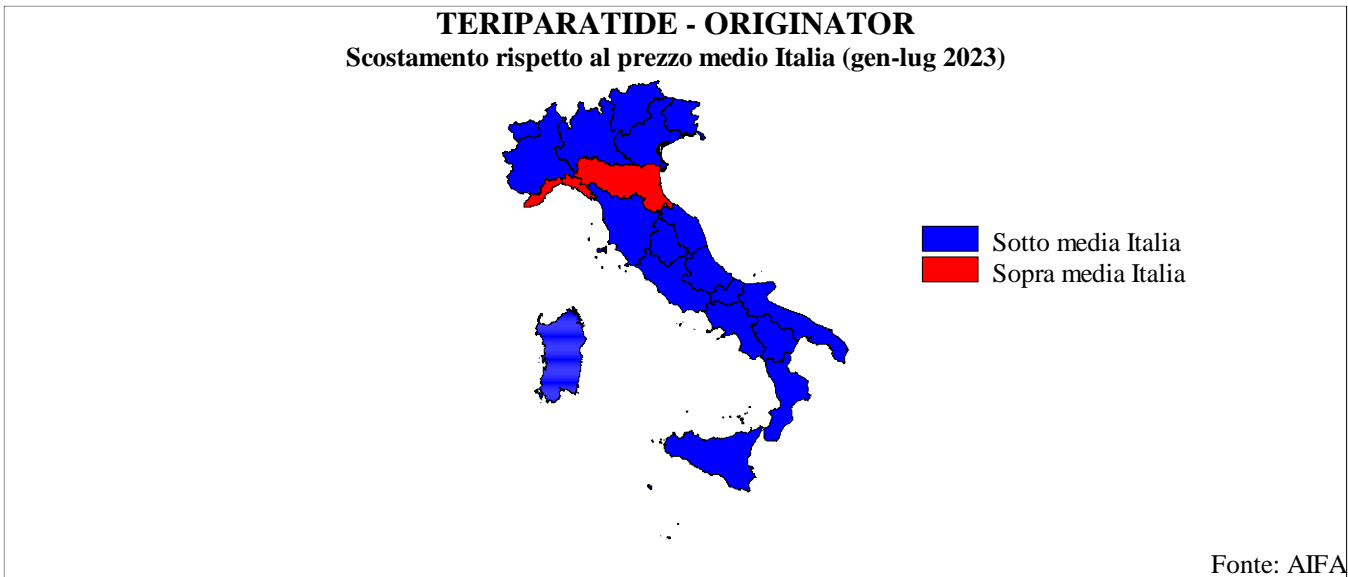 TERIPARATIDE - ORIGINATOR
Scostamento rispetto al prezzo medio Italia (gen-lug 2023)
Sotto media Italia
Sopra media Italia
Fonte: AIFA